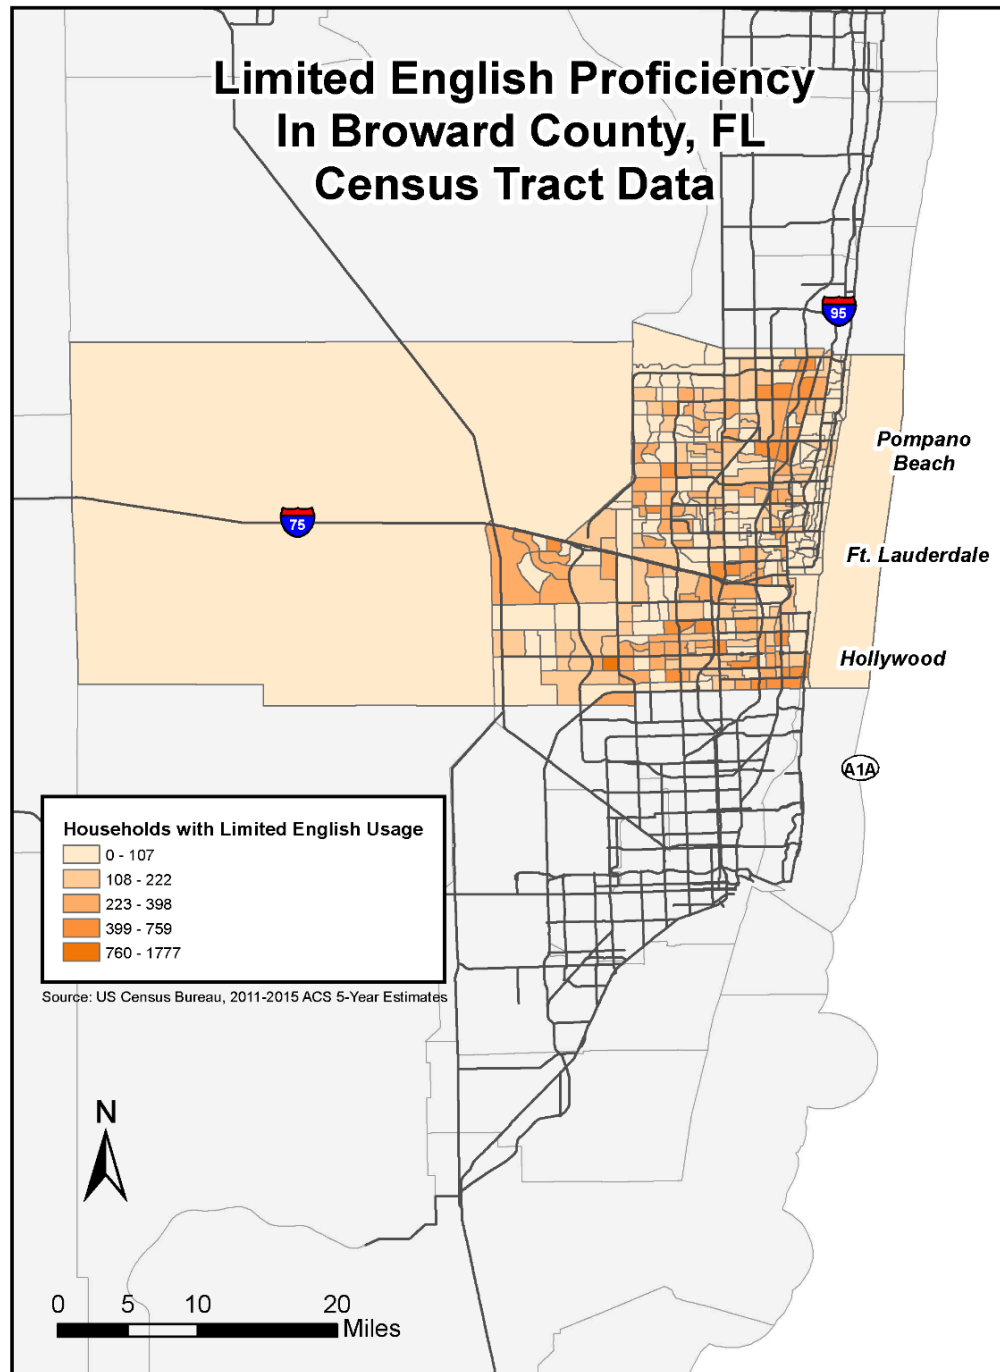 Limited English Proficiency
In Broward County, FL
Census Tract Data
95
Pompano
Beach
75
Ft. Lauderdale
Hollywood
A1A
Households with Limited English Usage
0 - 107
108 - 222
223 - 398
399 - 759
760 - 1777
Source: US Census Bureau, 2011-2015 ACS 5-Year Estimates
N
0 5 10 20
Miles